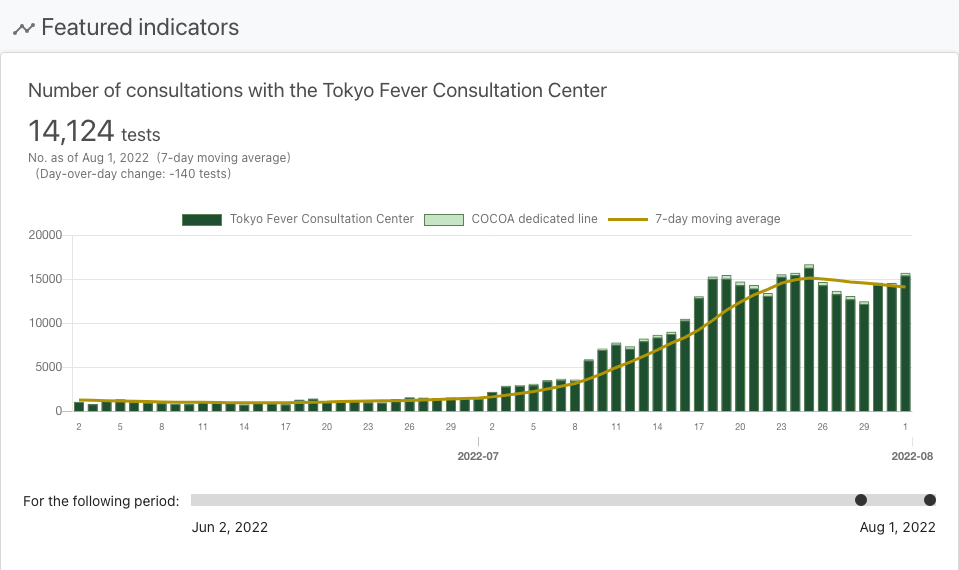 Featured indicators
Number of consultations with the Tokyo Fever Consultation Center
14,124 tests
No. as of Aug 1, 2022 (7-day moving average)
(Day-over-day change: -140 tests)
Tokyo Fever Consultation Center COCOA dedicated line 7-day moving average
20000
15000
10000
5000
0
2 5 8 11 14 17 20 23 26 29 2 5 8 11 14 17 20 23 26 29 1
2022-07 2022-08
For the following period:
Jun 2, 2022 Aug 1, 2022